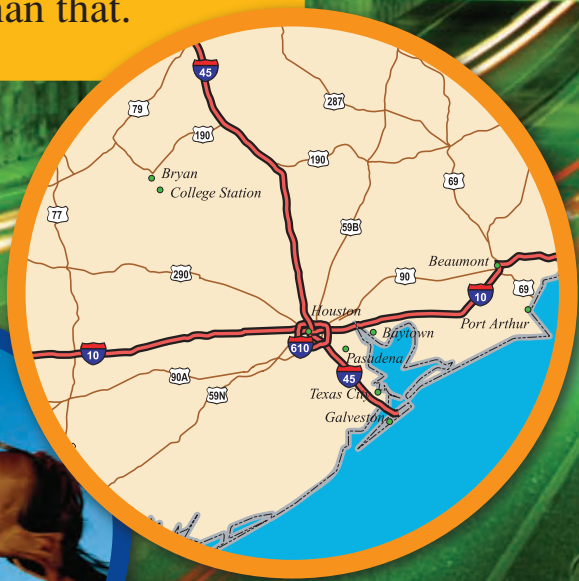 han that.
45
79
287
190
190
Bryan
College Station
69
77
59B
290
Beaumont
90
69
10
Houston
Port Arthur
Baytown
610
10
Pasadena
45
90A
59N
Texas City
Galveston